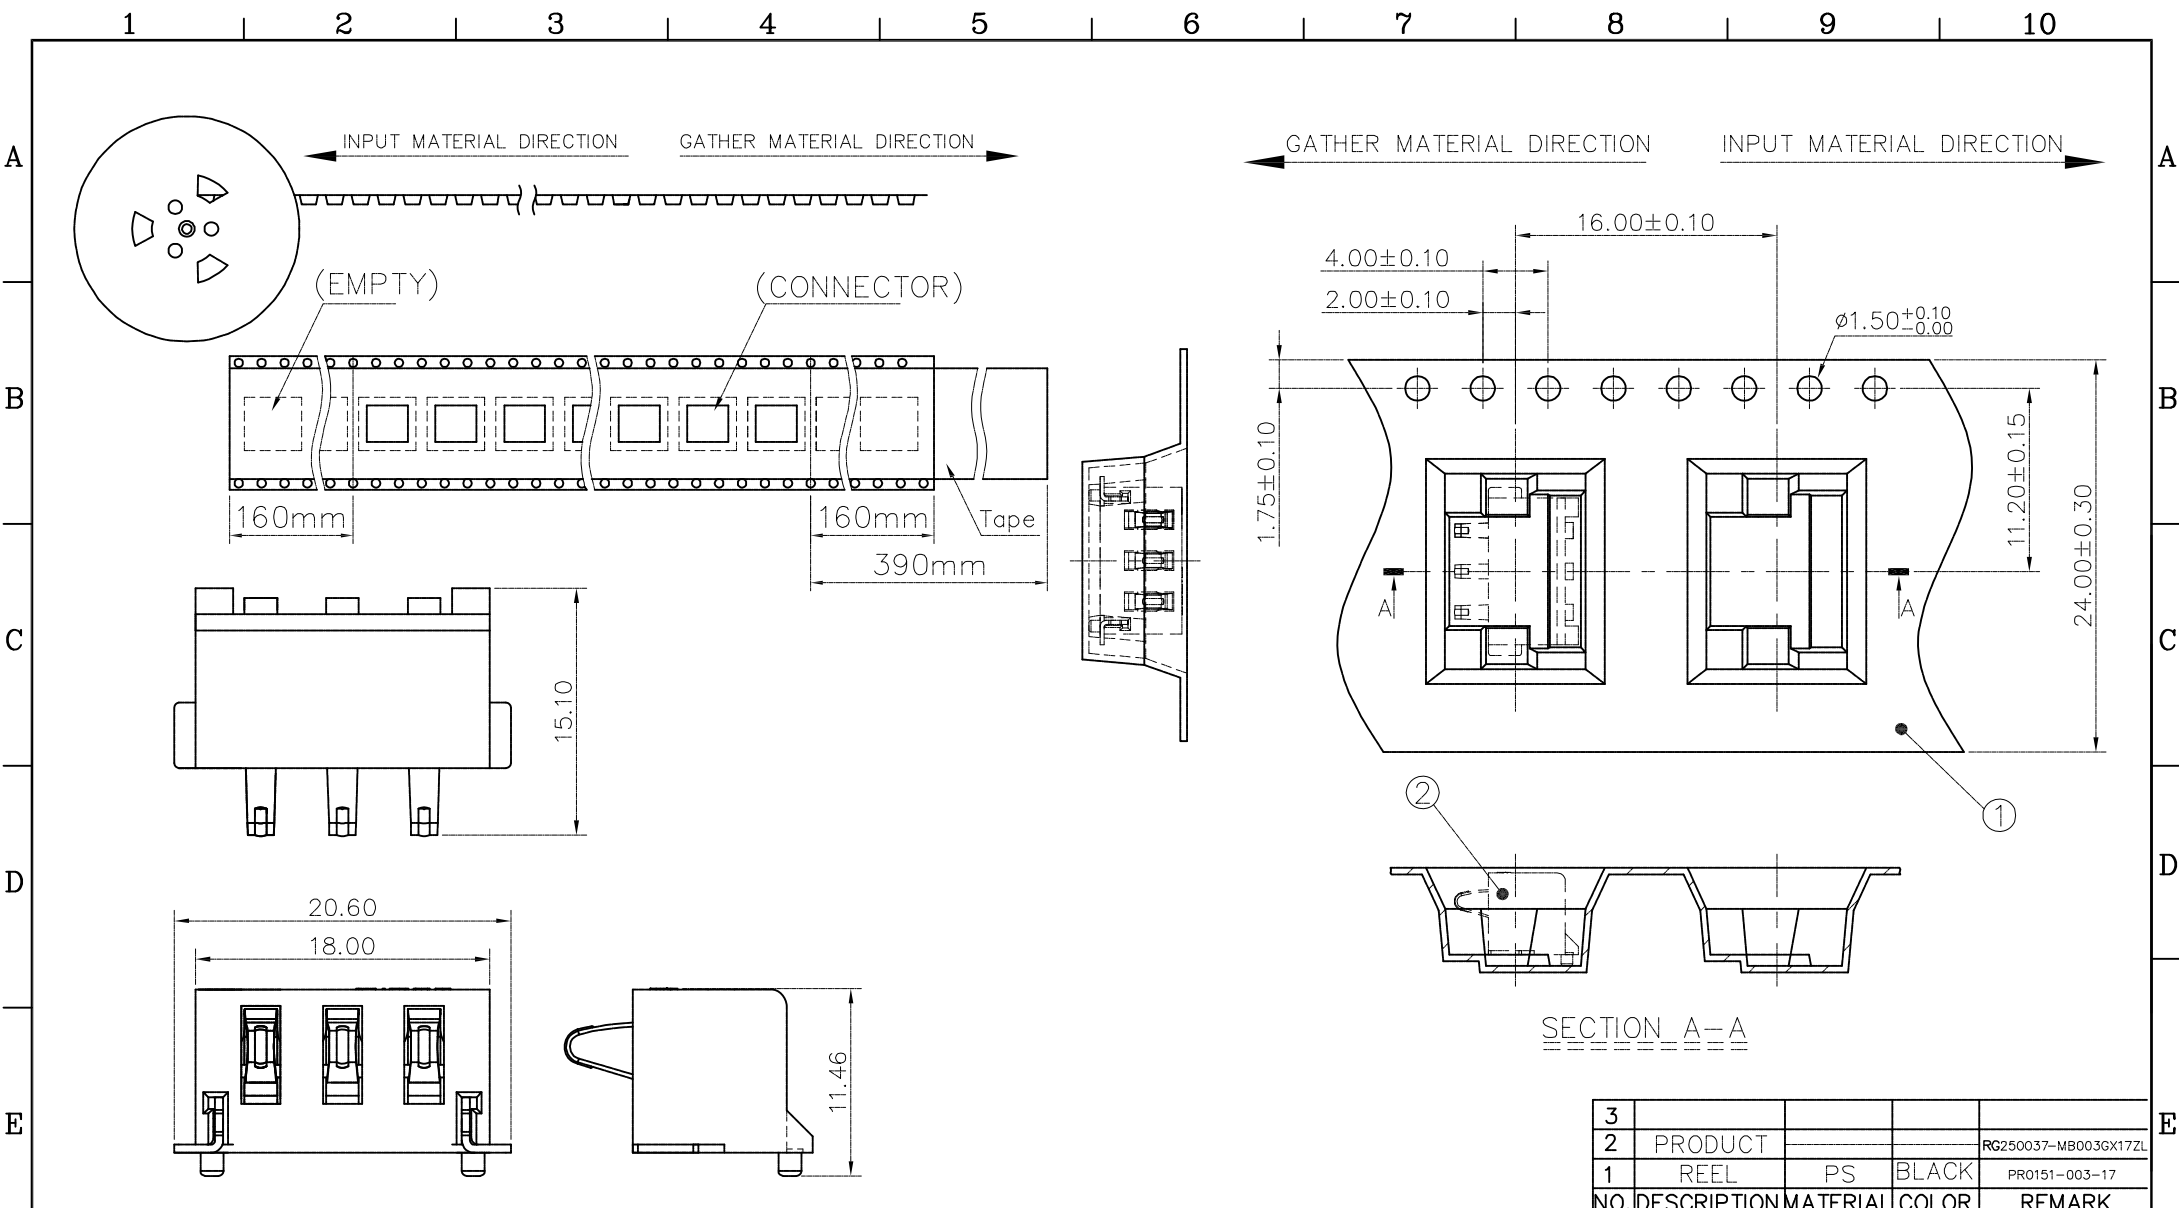 1 2 3 4 5 6 7 8 9 10
A
A
INPUT MATERIAL DIRECTION
GATHER MATERIAL DIRECTION
GATHER MATERIAL DIRECTION
INPUT MATERIAL DIRECTION
16.00±0.10
4.00±0.10
2.00±0.10
ø1.50+0.10
-0.00
(EMPTY)
(CONNECTOR)
B
B
1.75±0.10
11.20±0.15
24.00±0.30
160mm
160mm
Tape
390mm
A
A
C
C
15.10
2
1
D
D
20.60
18.00
11.46
SECTION A-A
E
E
3
2 PRODUCT RG250037-MB003GX17ZL
1 REEL PS BLACK PR0151-003-17
NO. DESCRIPTION MATERIAL COLOR REMARK